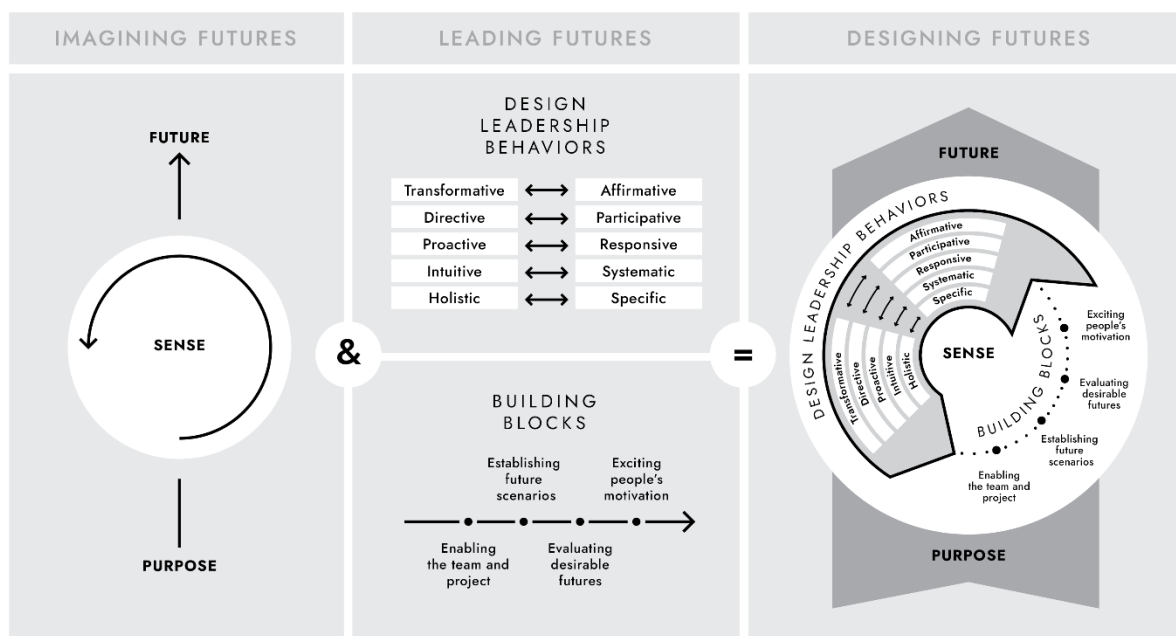 IMAGINING FUTURES
LEADING FUTURES
DESIGNING FUTURES
FUTURE
SENSE
PURPOSE
&
DESIGN
LEADERSHIP
BEHAVIORS
Transformative
Affirmative
Directive
Participative
Proactive
Responsive
Intuitive
Systematic
Holistic
Specific
BUILDING
BLOCKS
Establishing
future
scenarios
Exciting
people's
motivation
Enabling
the team and
project
Evaluating
desirable
futures
=
FUTURE
DESIGN LEADERSHIP BEHAVIORS
Affirmative
Participative
Responsive
Systematic
Specific
Transformative
Directive
Proactive
Intuitive
Holistic
SENSE
BUILDING BLOCKS
Exciting
people's
motivation
Evaluating
desirable
futures
Establishing
future
scenarios
Enabling
the team and
project
PURPOSE